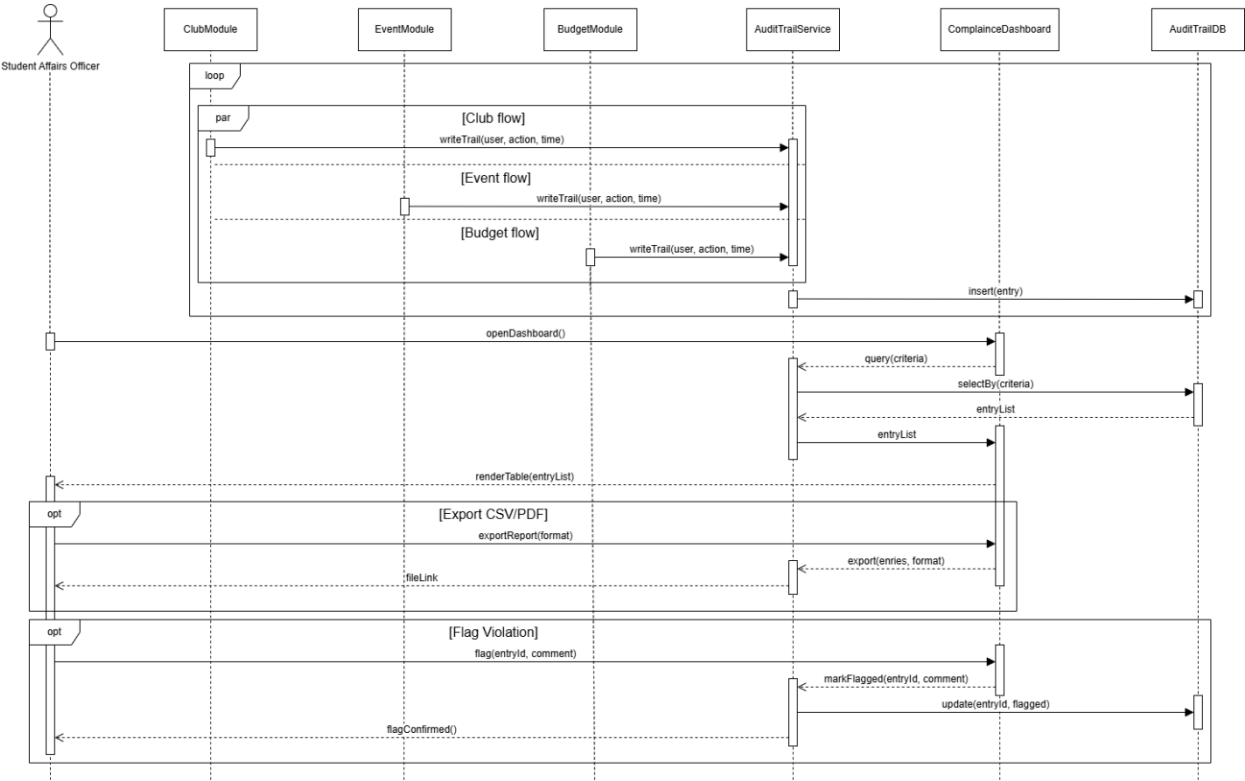 ClubModule
EventModule
BudgetModule
AuditTrailService
ComplainceDashboard
AuditTrailDB
Student Affairs Officer
loop
par
[Club flow]
writeTrail(user, action, time)
[Event flow]
writeTrail(user, action, time)
[Budget flow]
writeTrail(user, action, time)
insert(entry)
openDashboard()
query(criteria)
selectBy(criteria)
entryList
entryList
renderTable(entryList)
opt
[Export CSV/PDF]
exportReport(format)
export(enries, format)
fileLink
opt
[Flag Violation]
flag(entryId, comment)
markFlagged(entryId, comment)
update(entryId, flagged)
flagConfirmed()